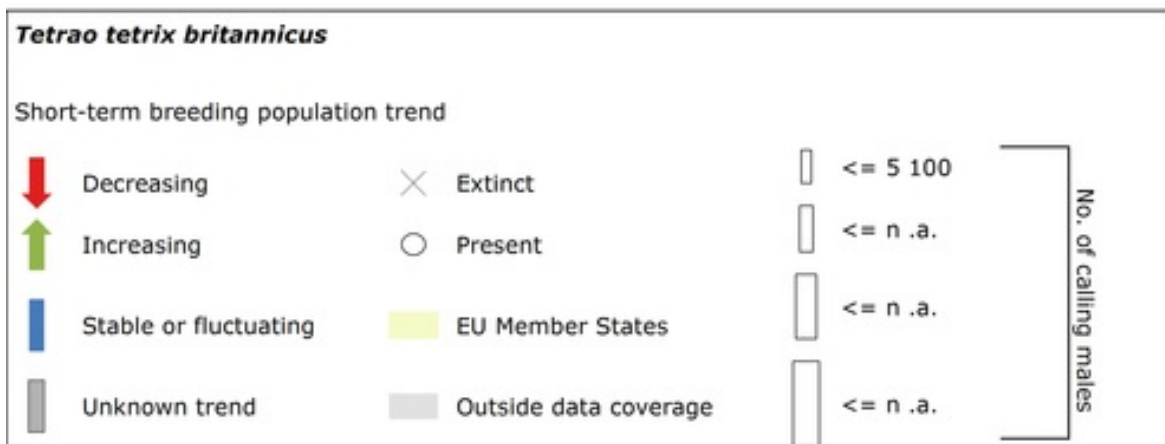 Tetrao tetrix britannicus
Short-term breeding population trend
Decreasing
Increasing
Stable or fluctuating
Unknown trend
Extinct
Present
EU Member States
Outside data coverage
<= 5 100
<= n .a.
<= n .a.
<= n .a.
No. of calling males